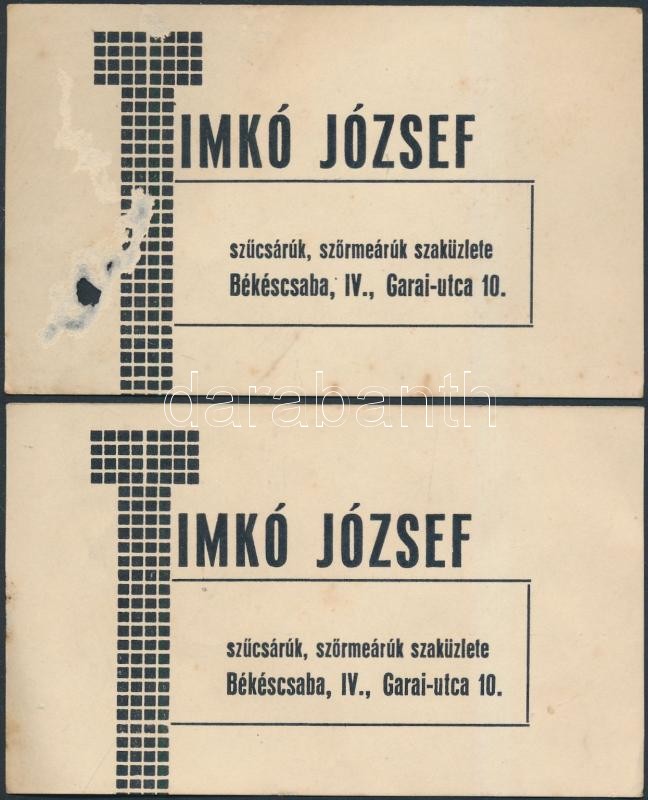 TIMKÓ JÓZSEF
szűcsárúk, szőrmeárúk szaküzlete
Békéscsaba, IV., Garai-utca 10.
darabanth
TIMKÓ JÓZSEF
szűcsárúk, szőrmeárúk szaküzlete
Békéscsaba, IV., Garai-utca 10.